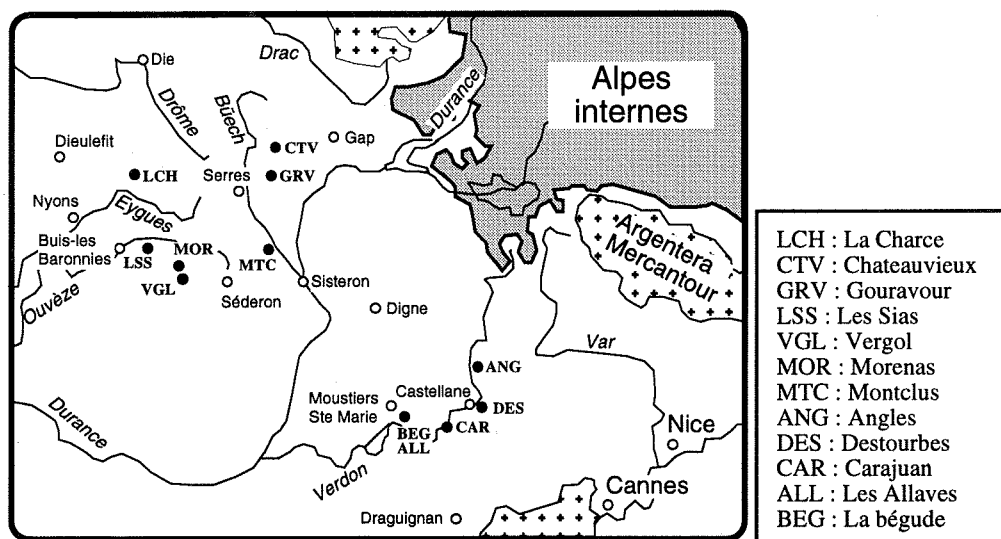 Die
Drac
Drôme
Büech
Durance
Alpes
internes
Dieulefit
CTV
Gap
LCH
Serres
GRV
Nyons
Eygues
Buis-les
Baronnies
LSS
MOR
VGL
MTC
Argentera
Mercantour
Ouvèze
Séderon
Sisteron
Digne
Var
ANG
Moustiers
Ste Marie
Castellane
DES
Durance
BEG
ALL
CAR
Nice
Verdon
Cannes
Draguignan
LCH : La Charce
CTV : Chateauvieux
GRV : Gouravour
LSS : Les Sias
VGL : Vergol
MOR : Morenas
MTC : Montclus
ANG : Angles
DES : Destourbes
CAR : Carajuan
ALL : Les Allaves
BEG : La bégude